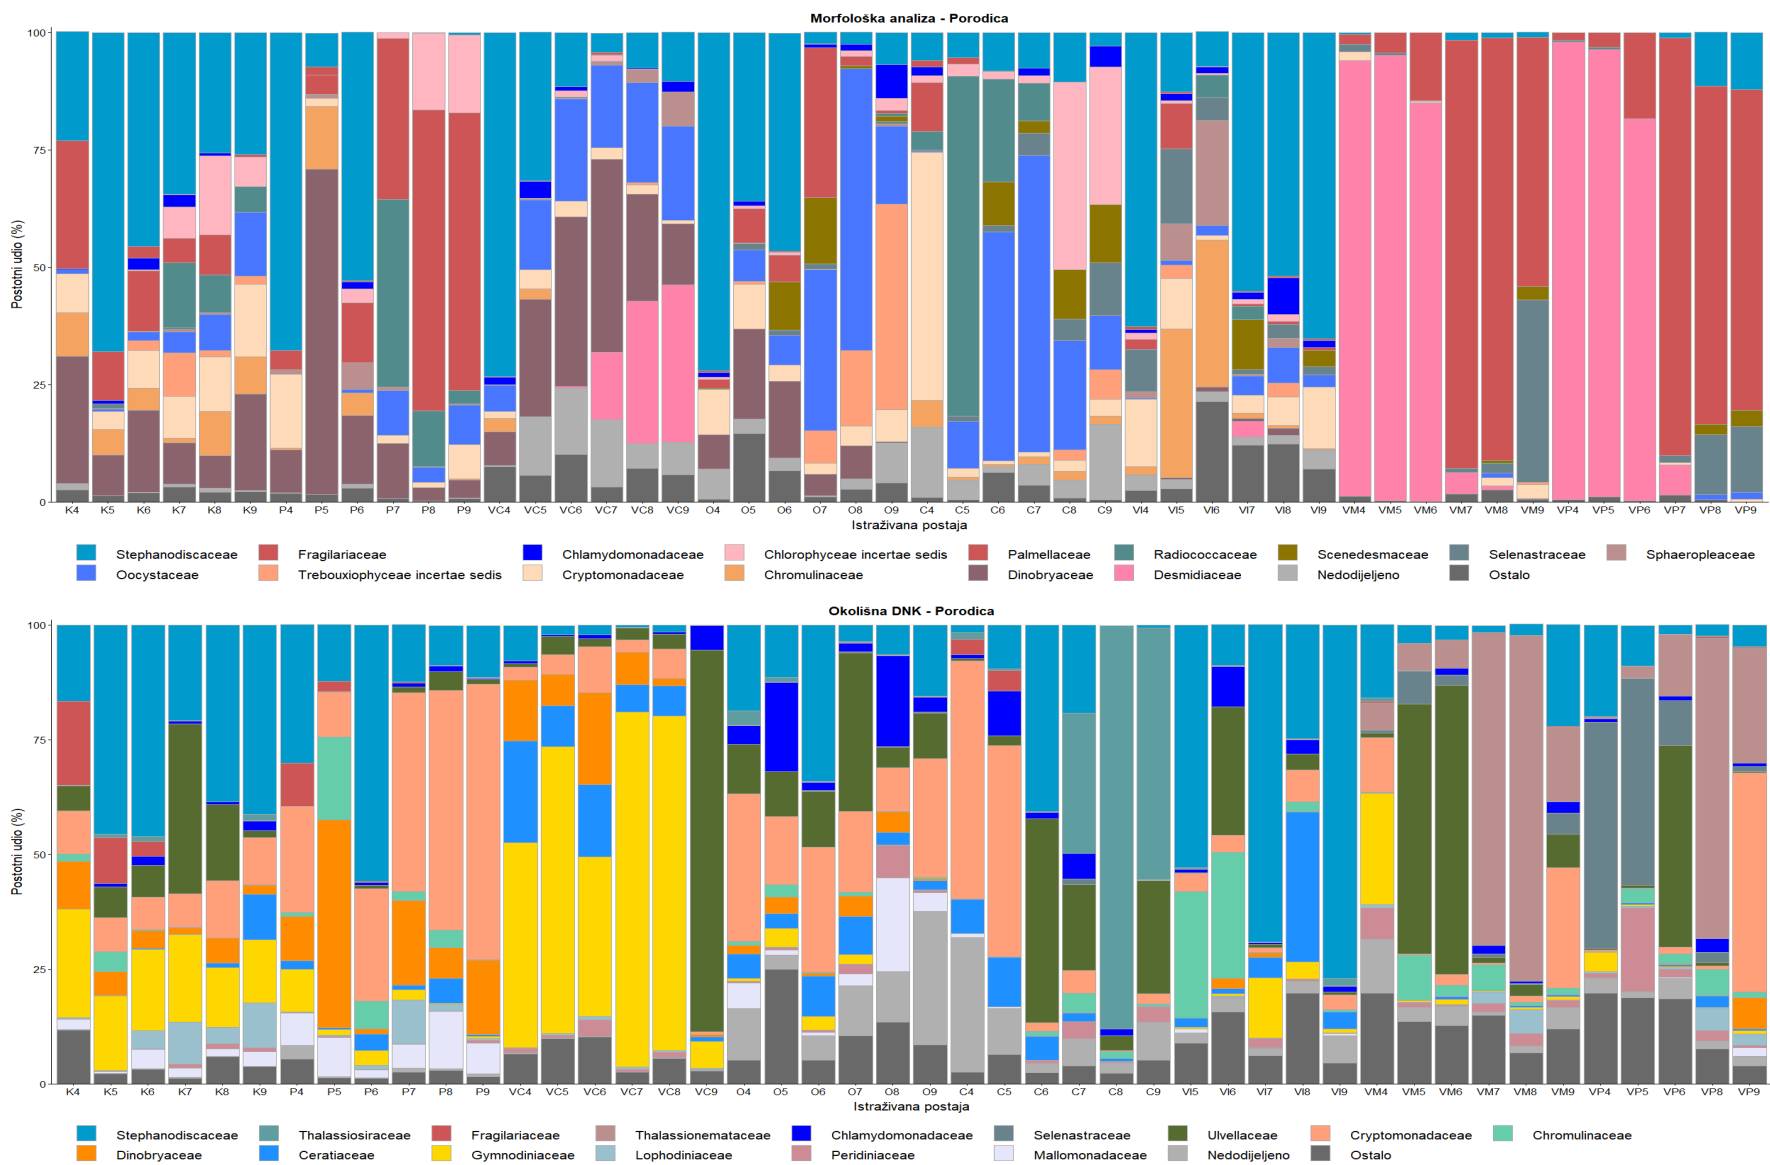 Morfološka analiza - Porodica
100
75
50
25
0
Postotni udio (%)
K4 K5 K6 K7 K8 K9 P4 P5 P6 P7 P8 P9 VC4 VC5 VC6 VC7 VC8 VC9 O4 O5 O6 O7 O8 O9 C4 C5 C6 C7 C8 C9 VI4 VI5 VI6 VI7 VI8 VI9 VM4 VM5 VM6 VM7 VM8 VM9 VP4 VP5 VP6 VP7 VP8 VP9
Istraživana postaja
Stephanodiscaceae Fragilariaceae Chlamydomonadaceae Chlorophyceae incertae sedis Palmellaceae Radiococcaceae Scenedesmaceae Selenastraceae Sphaeropleaceae
Oocystaceae Trebouxiophyceae incertae sedis Cryptomonadaceae Chromulinaceae Dinobryaceae Desmidiaceae Nedodijeljeno Ostalo
Okolišna DNK - Porodica
100
75
50
25
0
Postotni udio (%)
K4 K5 K6 K7 K8 K9 P4 P5 P6 P7 P8 P9 VC4 VC5 VC6 VC7 VC8 VC9 O4 O5 O6 O7 O8 O9 C4 C5 C6 C7 C8 C9 VI4 VI6 VI7 VI8 VI9 VM4 VM5 VM6 VM7 VM8 VM9 VP4 VP5 VP6 VP8 VP9
Istraživana postaja
Stephanodiscaceae Thalassiosiraceae Fragilariaceae Thalassionemataceae Chlamydomonadaceae Selenastraceae Ulvellaceae Cryptomonadaceae Chromulinaceae
Dinobryaceae Ceratiaceae Gymnodiniaceae Lophodiniaceae Peridiniaceae Mallomonadaceae Nedodijeljeno Ostalo